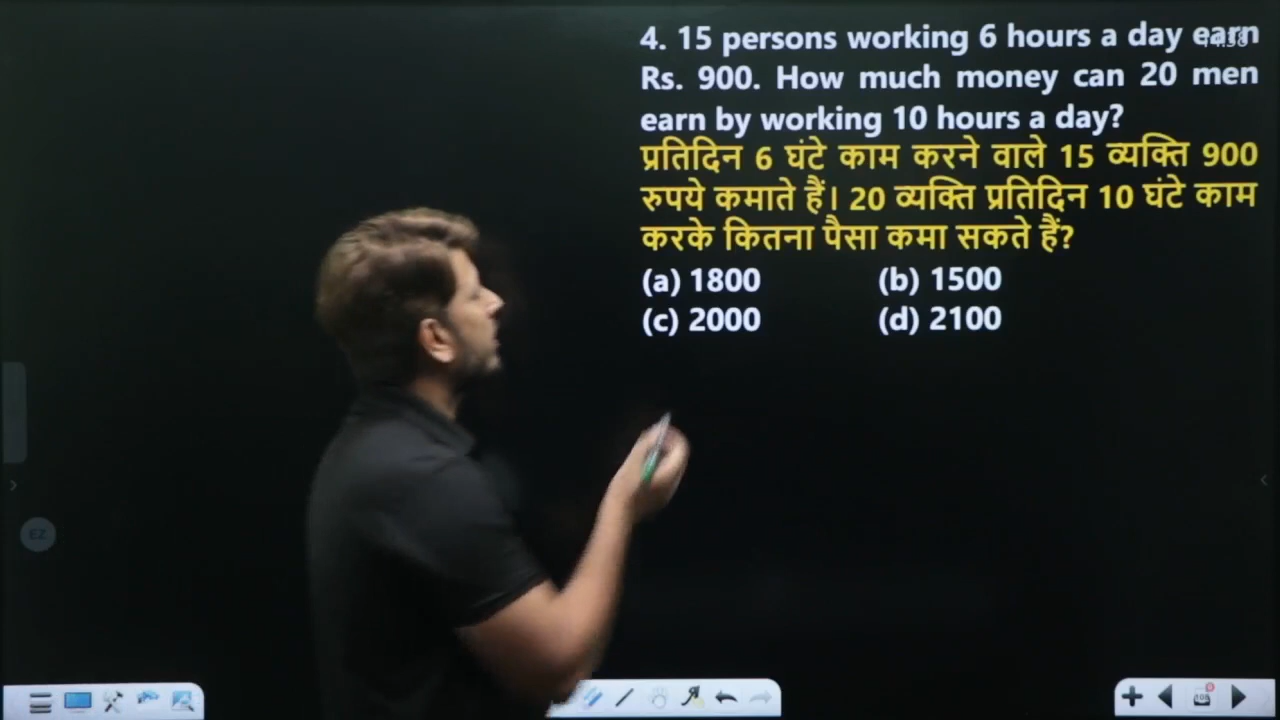 4. 15 persons working 6 hours a day earn
Rs. 900. How much money can 20 men
earn by working 10 hours a day?
प्रतिदिन 6 घंटे काम करने वाले 15 व्यक्ति 900
रुपये कमाते हैं। 20 व्यक्ति प्रतिदिन 10 घंटे काम
करके कितना पैसा कमा सकते हैं?
(a) 1800 (b) 1500
(c) 2000 (d) 2100
EZ